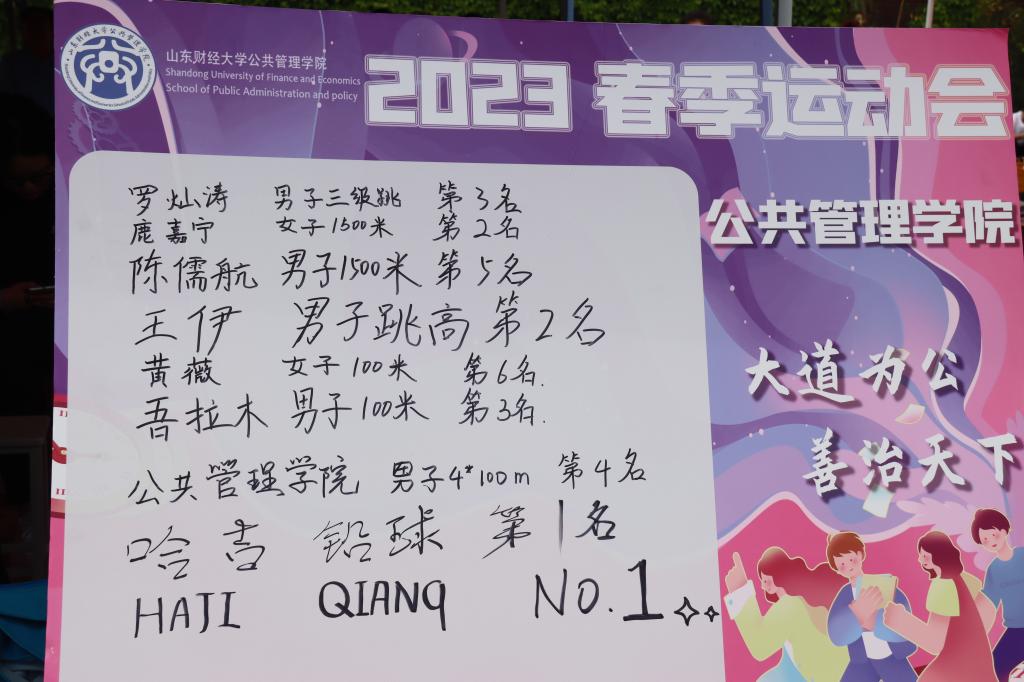 山东财经大学公共管理学院
Shandong University of Finance and Economics
School of Public Administration and policy
2023 春季运动会
公共管理学院
大道为公
善治天下
罗灿涛 男子三级跳 第3名
鹿嘉宁 女子1500米 第2名
陈儒航 男子1500米 第5名
王伊 男子跳高 第2名
黄薇 女子100米 第6名.
吾拉木 男子100米 第3名.
公共管理学院 男子4*100m 第4名
哈吉 铅球 第1名
HAJI QIANQ NO.1